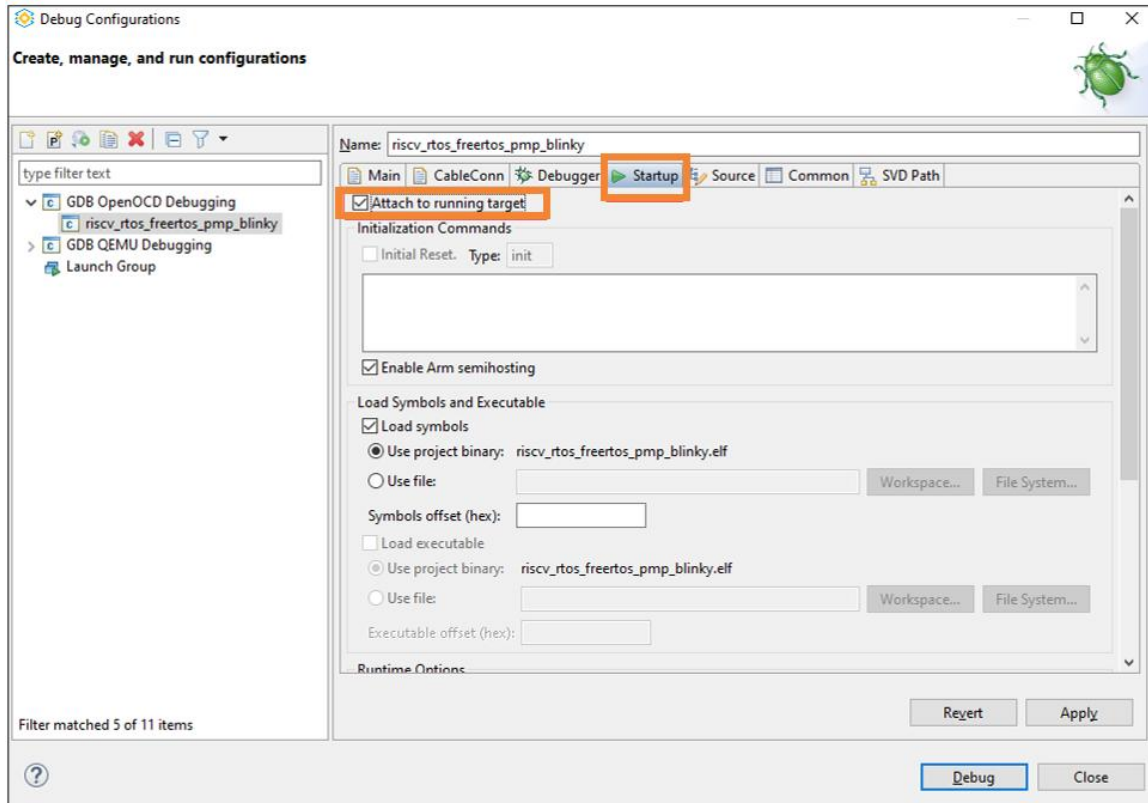 Debug Configurations
Create, manage, and run configurations
type filter text
GDB OpenOCD Debugging
riscv_rtos_freertos_pmp_blinky
GDB QEMU Debugging
Launch Group
Filter matched 5 of 11 items
Name: riscv_rtos_freertos_pmp_blinky
Main CableConn Debugger Startup Source Common SVD Path
Attach to running target
Initialization Commands
Initial Reset. Type: init
Enable Arm semihosting
Load Symbols and Executable
Load symbols
Use project binary: riscv_rtos_freertos_pmp_blinky.elf
Use file: Workspace... File System...
Symbols offset (hex):
Load executable
Use project binary: riscv_rtos_freertos_pmp_blinky.elf
Use file: Workspace... File System...
Executable offset (hex):
Runtime Options
Revert Apply
Debug Close